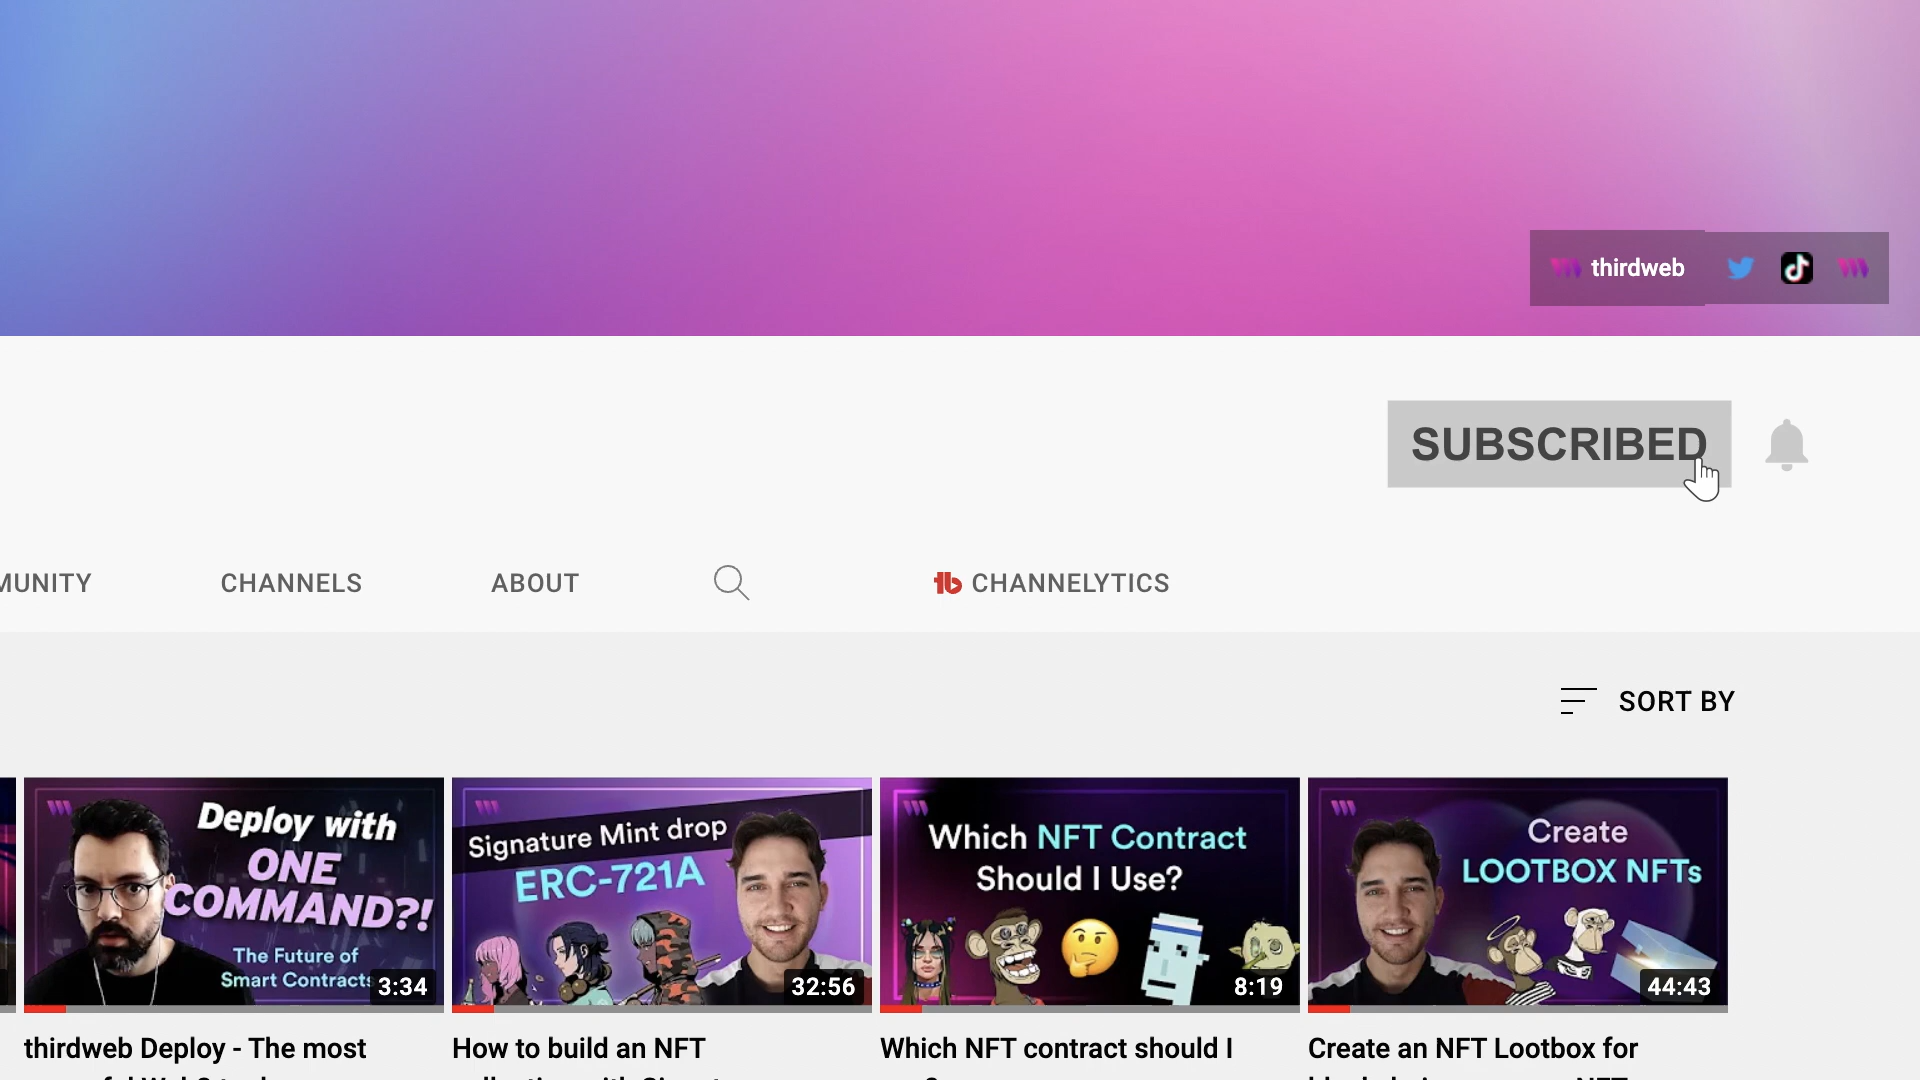 thirdweb
SUBSCRIBED
CHANNELS
ABOUT
CHANNELYTICS
SORT BY
Deploy with
ONE
COMMAND?!
The Future of
Smart Contracts
3:34
Signature Mint drop
ERC-721A
32:56
Which NFT Contract
Should I Use?
8:19
Create
LOOTBOX NFTs
44:43
thirdweb Deploy - The most
How to build an NFT
Which NFT contract should I
Create an NFT Lootbox for